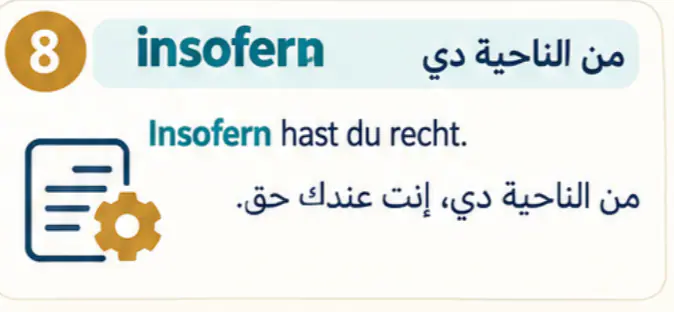 8
insofern من الناحية دي
Insofern hast du recht.
من الناحية دي، إنت عندك حق.